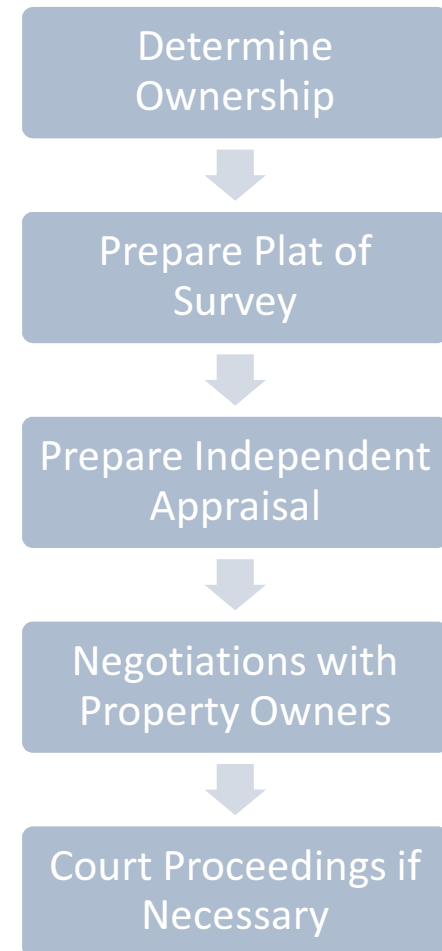 Determine
Ownership
Prepare Plat of
Survey
Prepare Independent
Appraisal
Negotiations with
Property Owners
Court Proceedings if
Necessary